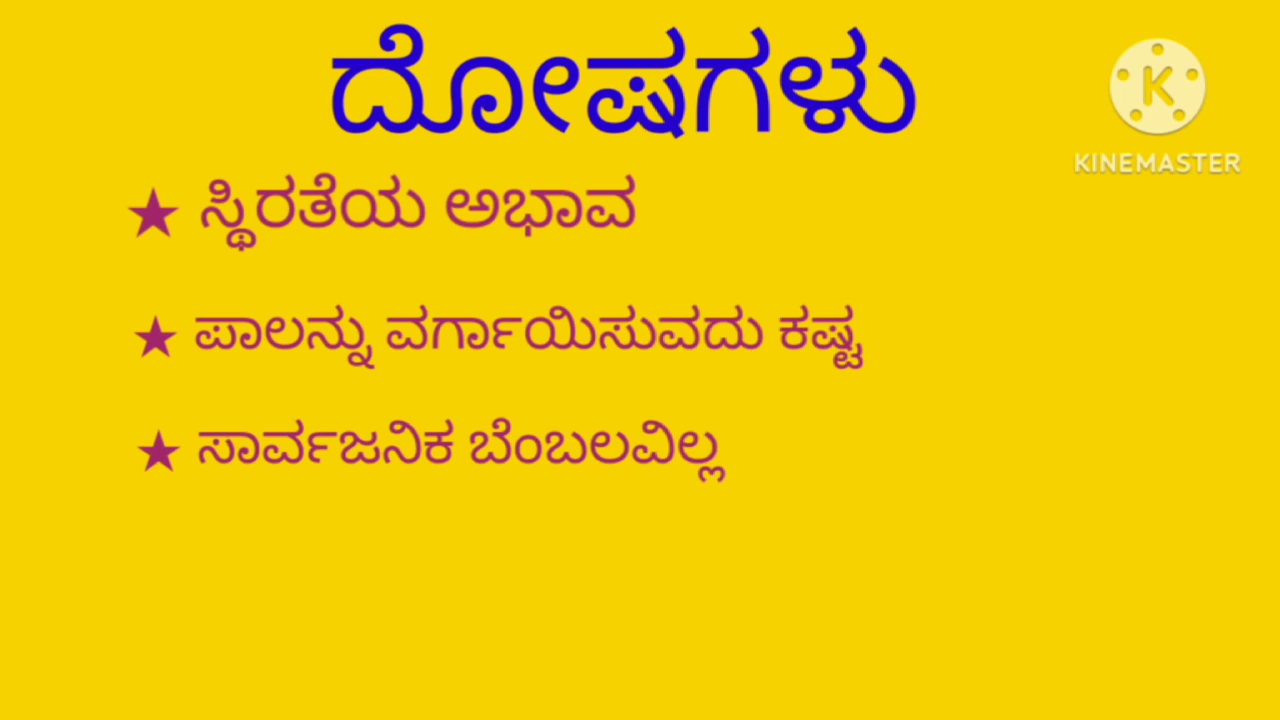 ದೋಷಗಳು
KINEMASTER
★ ಸ್ಥಿರತೆಯ ಅಭಾವ
★ ಪಾಲನ್ನು ವರ್ಗಾಯಿಸುವದು ಕಷ್ಟ
★ ಸಾರ್ವಜನಿಕ ಬೆಂಬಲವಿಲ್ಲ